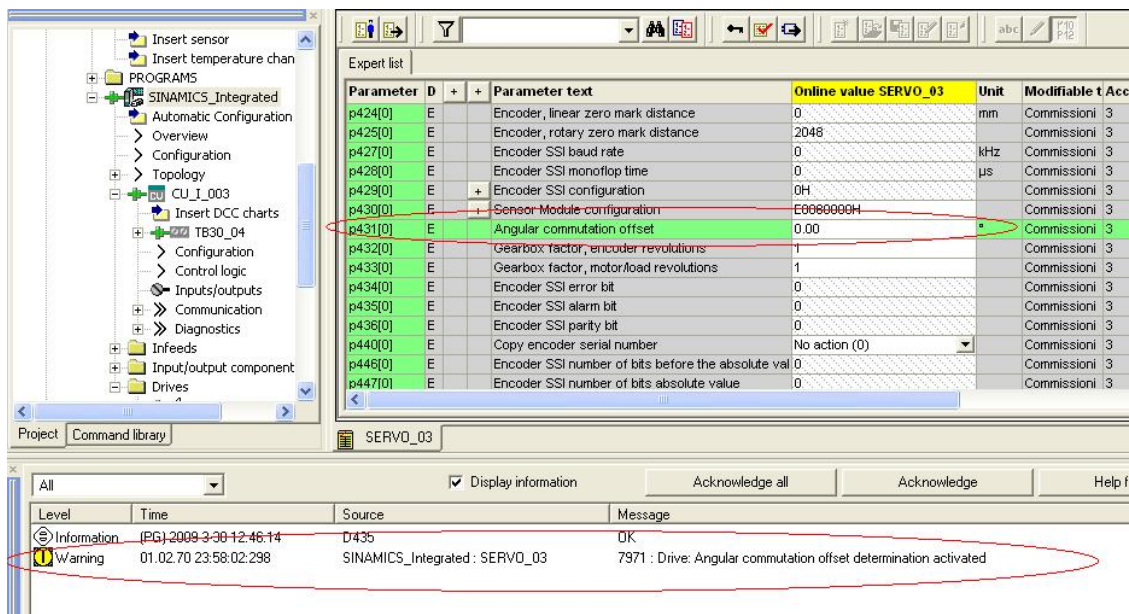 Insert sensor
Insert temperature chan
PROGRAMS
SINAMICS_Integrated
Automatic Configuration
Overview
Configuration
Topology
CU_I_003
Insert DCC charts
TB30_04
Configuration
Control logic
Inputs/outputs
Communication
Diagnostics
Infeeds
Input/output component
Drives
Project Command library
abc
Expert list
Parameter D + + Parameter text Online value SERVO_03 Unit Modifiable t Acc
p424[0] E Encoder, linear zero mark distance 0 mm Commissioni 3
p425[0] E Encoder, rotary zero mark distance 2048 Commissioni 3
p427[0] E Encoder SSI baud rate 0 kHz Commissioni 3
p428[0] E Encoder SSI monoflop time 0 µs Commissioni 3
p429[0] E + Encoder SSI configuration 0H Commissioni 3
p430[0] E + Sensor Module configuration E0080000H Commissioni 3
p431[0] E Angular commutation offset 0.00 ° Commissioni 3
p432[0] E Gearbox factor, encoder revolutions 1 Commissioni 3
p433[0] E Gearbox factor, motor/load revolutions 1 Commissioni 3
p434[0] E Encoder SSI error bit 0 Commissioni 3
p435[0] E Encoder SSI alarm bit 0 Commissioni 3
p436[0] E Encoder SSI parity bit 0 Commissioni 3
p440[0] E Copy encoder serial number No action (0) Commissioni 3
p446[0] E Encoder SSI number of bits before the absolute val 0 Commissioni 3
p447[0] E Encoder SSI number of bits absolute value 0 Commissioni 3
SERVO_03
All Display information Acknowledge all Acknowledge Help f
Level Time Source Message
Information (PG) 2009-3-30 12:46:14 D435 OK
Warning 01.02.70 23:58:02:298 SINAMICS_Integrated : SERVO_03 7971 : Drive: Angular commutation offset determination activated